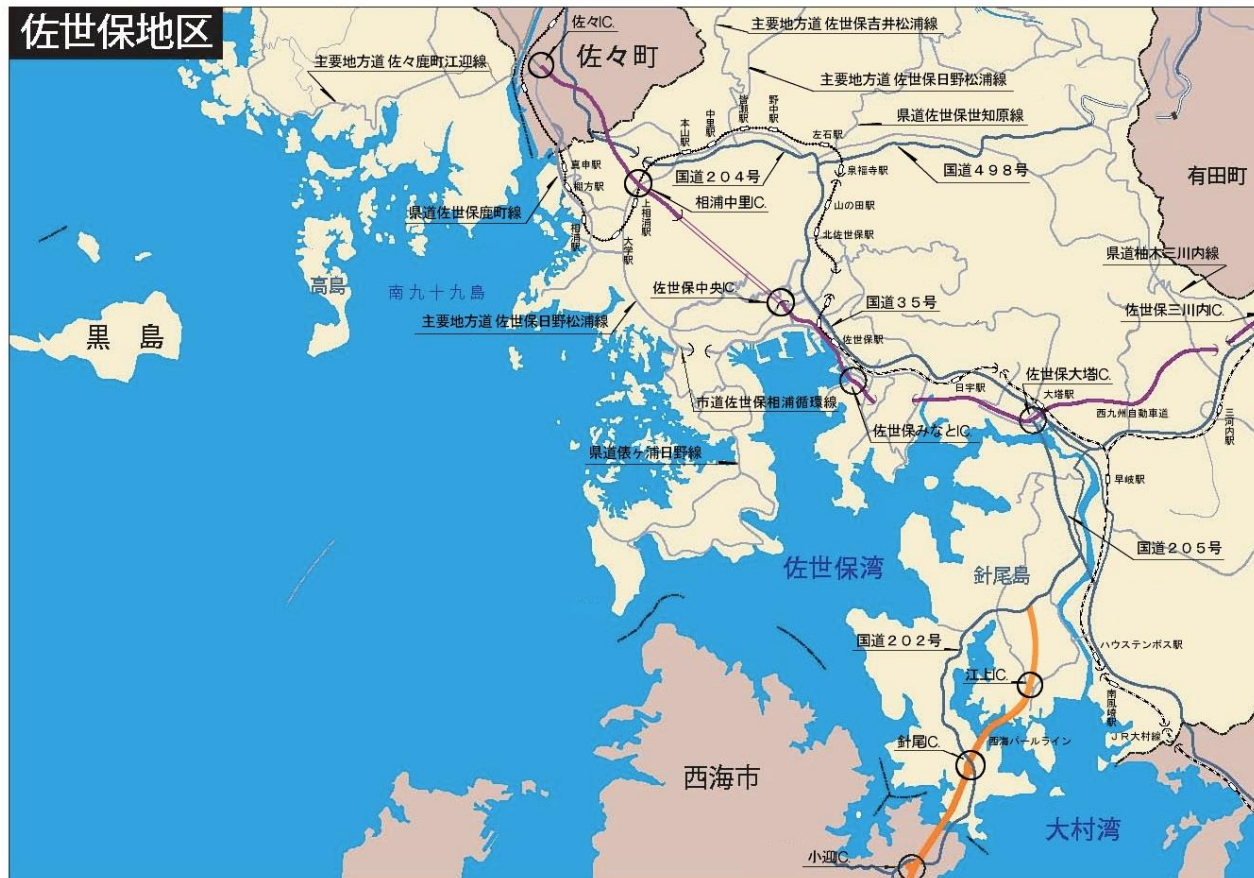 佐世保地区
佐々IC.
主要地方道 佐世保吉井松浦線
主要地方道 佐々鹿町江迎線
佐々町
主要地方道 佐世保日野松浦線
県道佐世保世知原線
皆瀬駅
野中駅
中里駅
本山駅
左石駅
国道204号
泉福寺駅
国道498号
有田町
真申駅
棚方駅
相浦中里IC.
山の田駅
県道佐世保鹿町線
上相浦駅
相浦駅
大学駅
北佐世保駅
県道柚木三川内線
高島
南九十九島
佐世保中央IC.
国道35号
佐世保三川内IC.
主要地方道 佐世保日野松浦線
黒島
佐世保駅
佐世保大塔IC.
日宇駅
大塔駅
市道佐世保相浦循環線
西九州自動車道
三河内駅
佐世保みなとIC.
県道俵ヶ浦日野線
早岐駅
国道205号
佐世保湾
針尾島
国道202号
ハウステンボス駅
江上IC.
南風崎駅
JR大村線
針尾IC.
西海パールライン
西海市
大村湾
小迎IC.